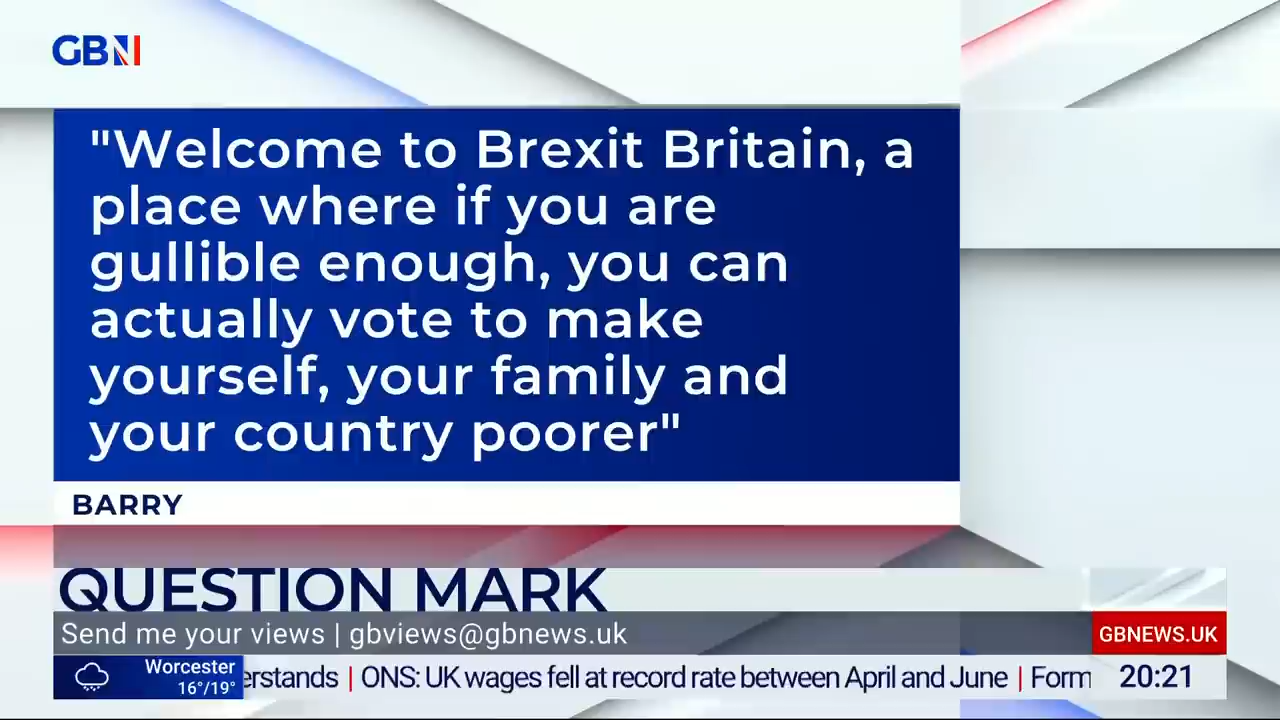 GBN
"Welcome to Brexit Britain, a
place where if you are
gullible enough, you can
actually vote to make
yourself, your family and
your country poorer"
BARRY
QUESTION MARK
Send me your views | gbviews@gbnews.uk
GBNEWS.UK
Worcester
16°/19°
erstands | ONS: UK wages fell at record rate between April and June | Form
20:21